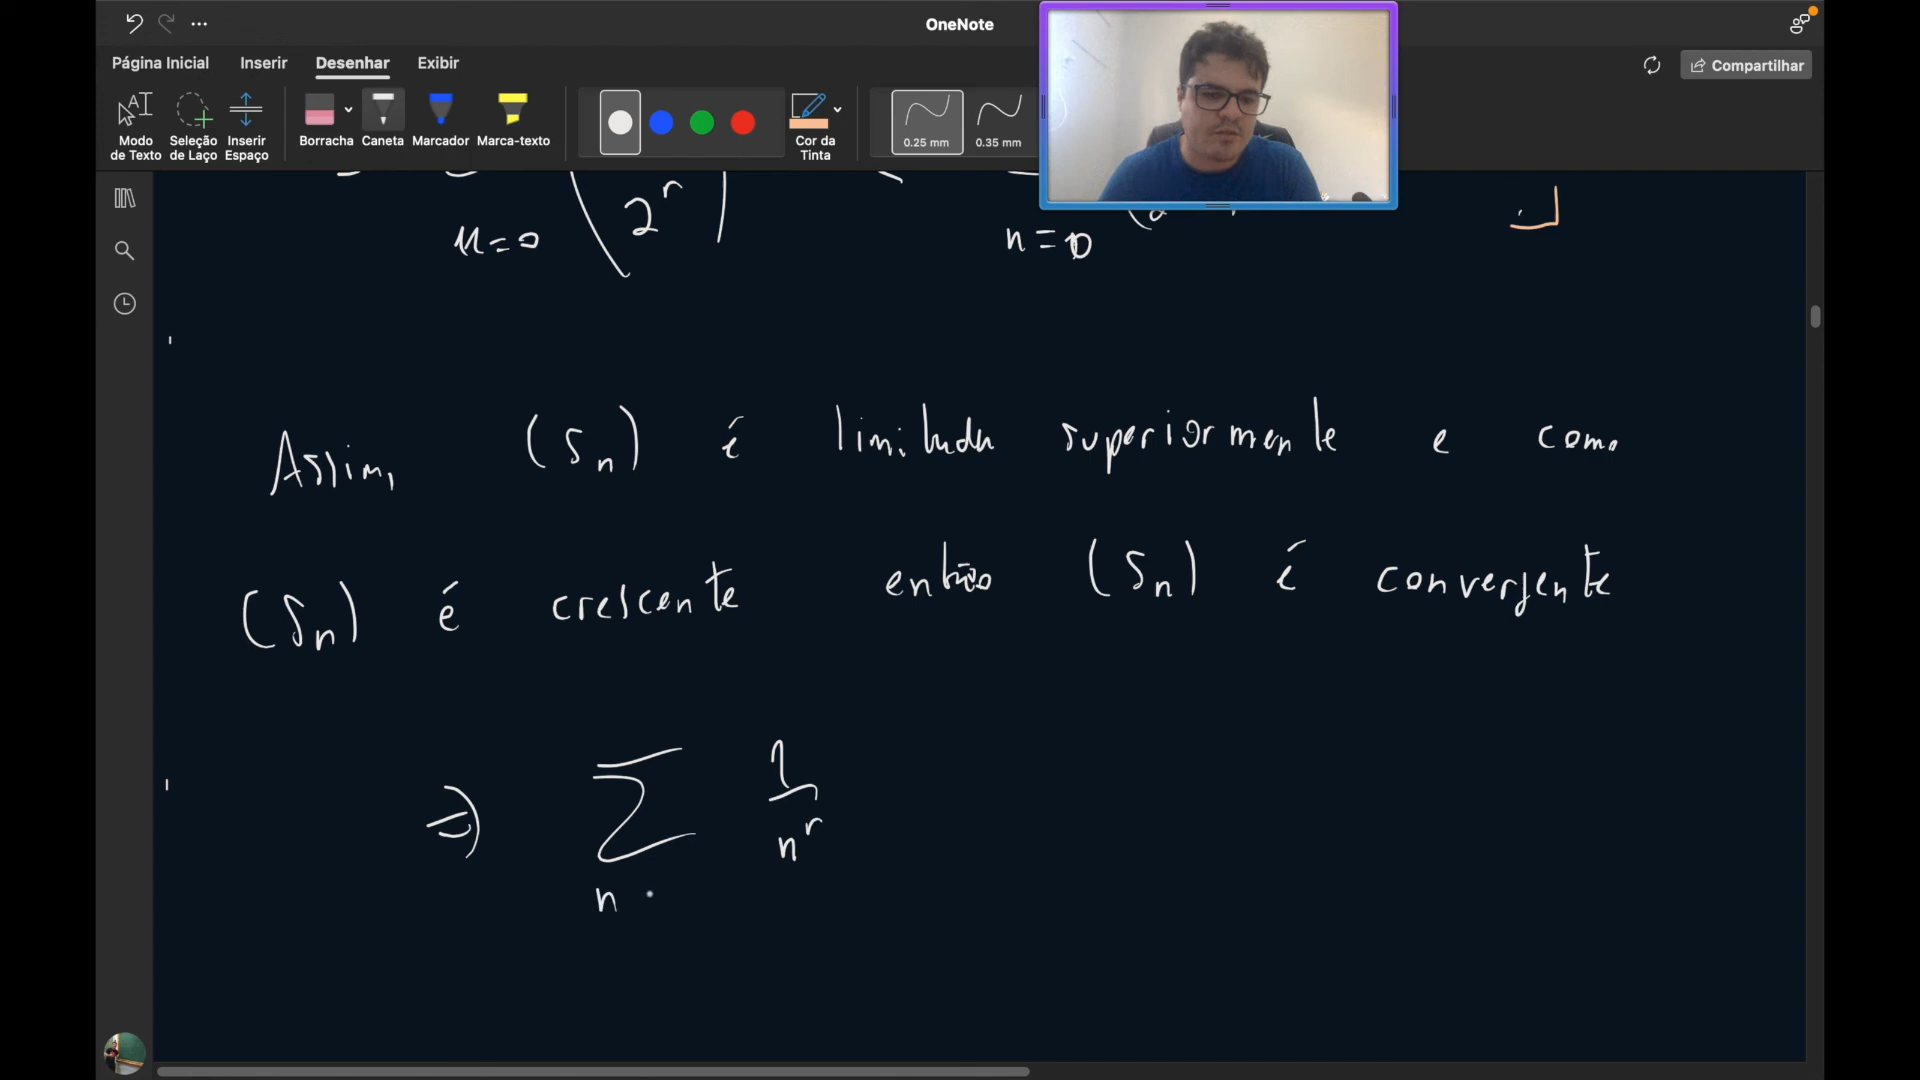 OneNote
Página Inicial Inserir Desenhar Exibir Compartilhar
Modo de Texto Seleção de Laço Inserir Espaço Borracha Caneta Marcador Marca-texto Cor da Tinta 0.25 mm 0.35 mm
2^r
n=0 n=0
Assim, (Sn) é limitada superiormente e como
(Sn) é crescente então (Sn) é convergente
⇒ Σ 1/n^r
n